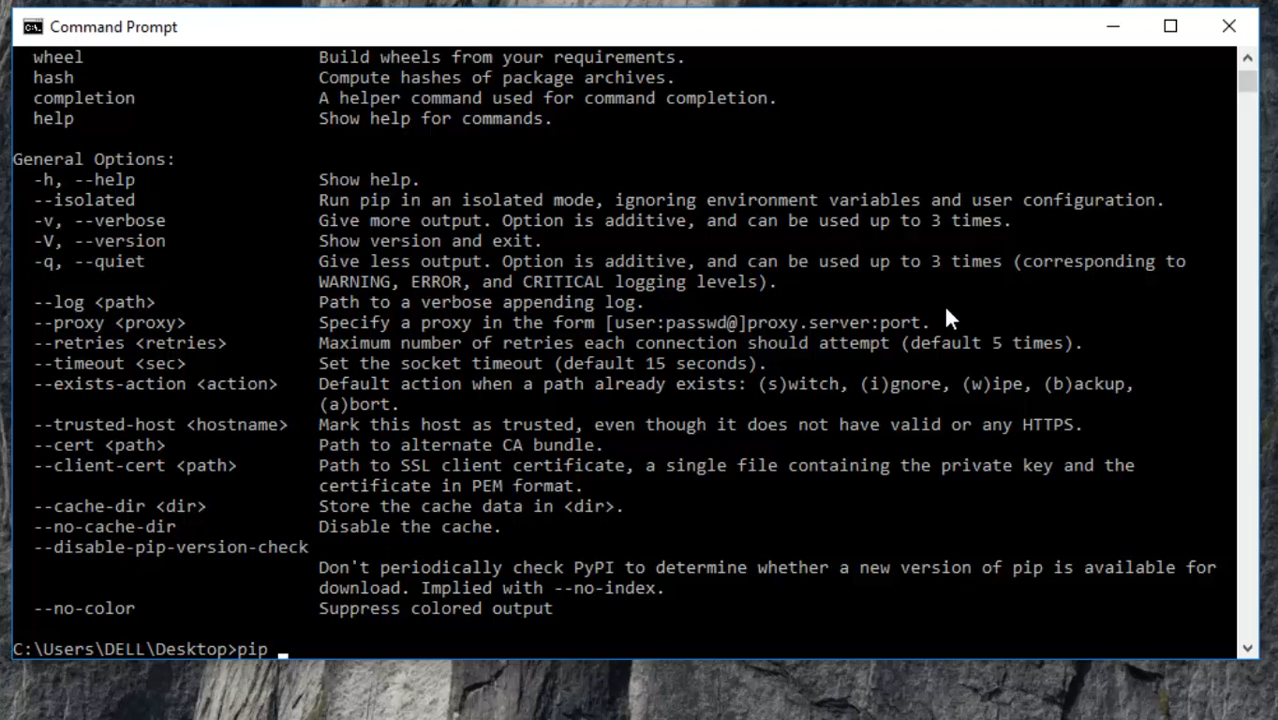 Command Prompt
wheel Build wheels from your requirements.
hash Compute hashes of package archives.
completion A helper command used for command completion.
help Show help for commands.
General Options:
-h, --help Show help.
--isolated Run pip in an isolated mode, ignoring environment variables and user configuration.
-v, --verbose Give more output. Option is additive, and can be used up to 3 times.
-V, --version Show version and exit.
-q, --quiet Give less output. Option is additive, and can be used up to 3 times (corresponding to
WARNING, ERROR, and CRITICAL logging levels).
--log <path> Path to a verbose appending log.
--proxy <proxy> Specify a proxy in the form [user:passwd@]proxy.server:port.
--retries <retries> Maximum number of retries each connection should attempt (default 5 times).
--timeout <sec> Set the socket timeout (default 15 seconds).
--exists-action <action> Default action when a path already exists: (s)witch, (i)gnore, (w)ipe, (b)ackup,
(a)bort.
--trusted-host <hostname> Mark this host as trusted, even though it does not have valid or any HTTPS.
--cert <path> Path to alternate CA bundle.
--client-cert <path> Path to SSL client certificate, a single file containing the private key and the
certificate in PEM format.
--cache-dir <dir> Store the cache data in <dir>.
--no-cache-dir Disable the cache.
--disable-pip-version-check
Don't periodically check PyPI to determine whether a new version of pip is available for
download. Implied with --no-index.
--no-color Suppress colored output
C:\Users\DELL\Desktop>pip _